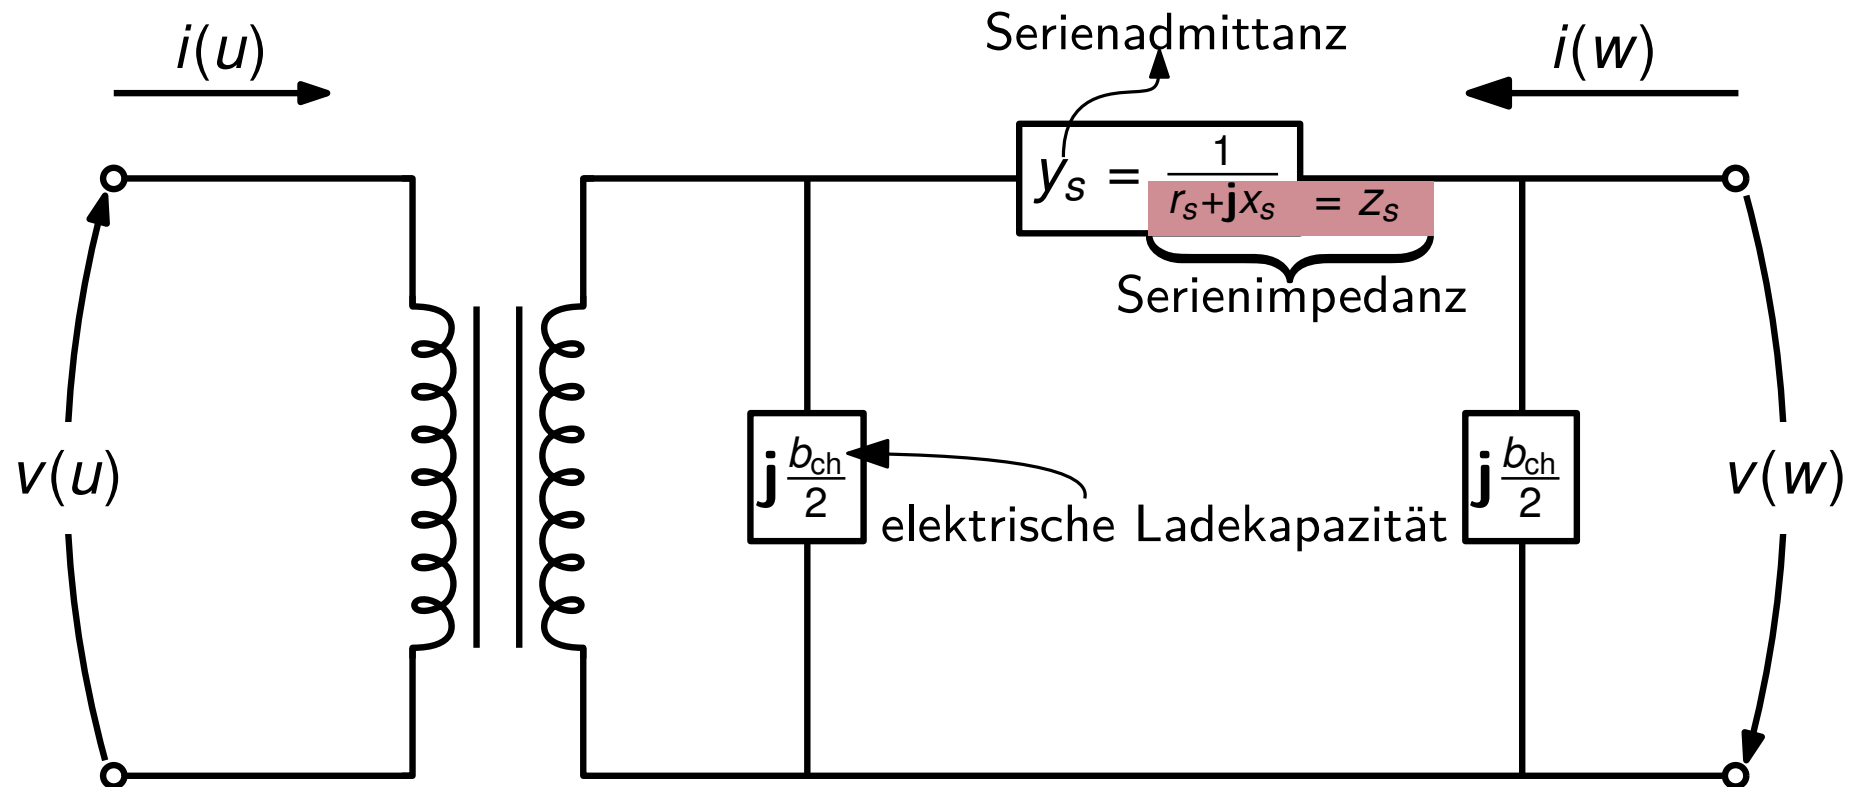 Serienadmittanz
i(u)
i(w)
y_s = 1/(r_s+jx_s) = z_s
Serienimpedanz
v(u)
j b_ch/2
elektrische Ladekapazität
j b_ch/2
v(w)